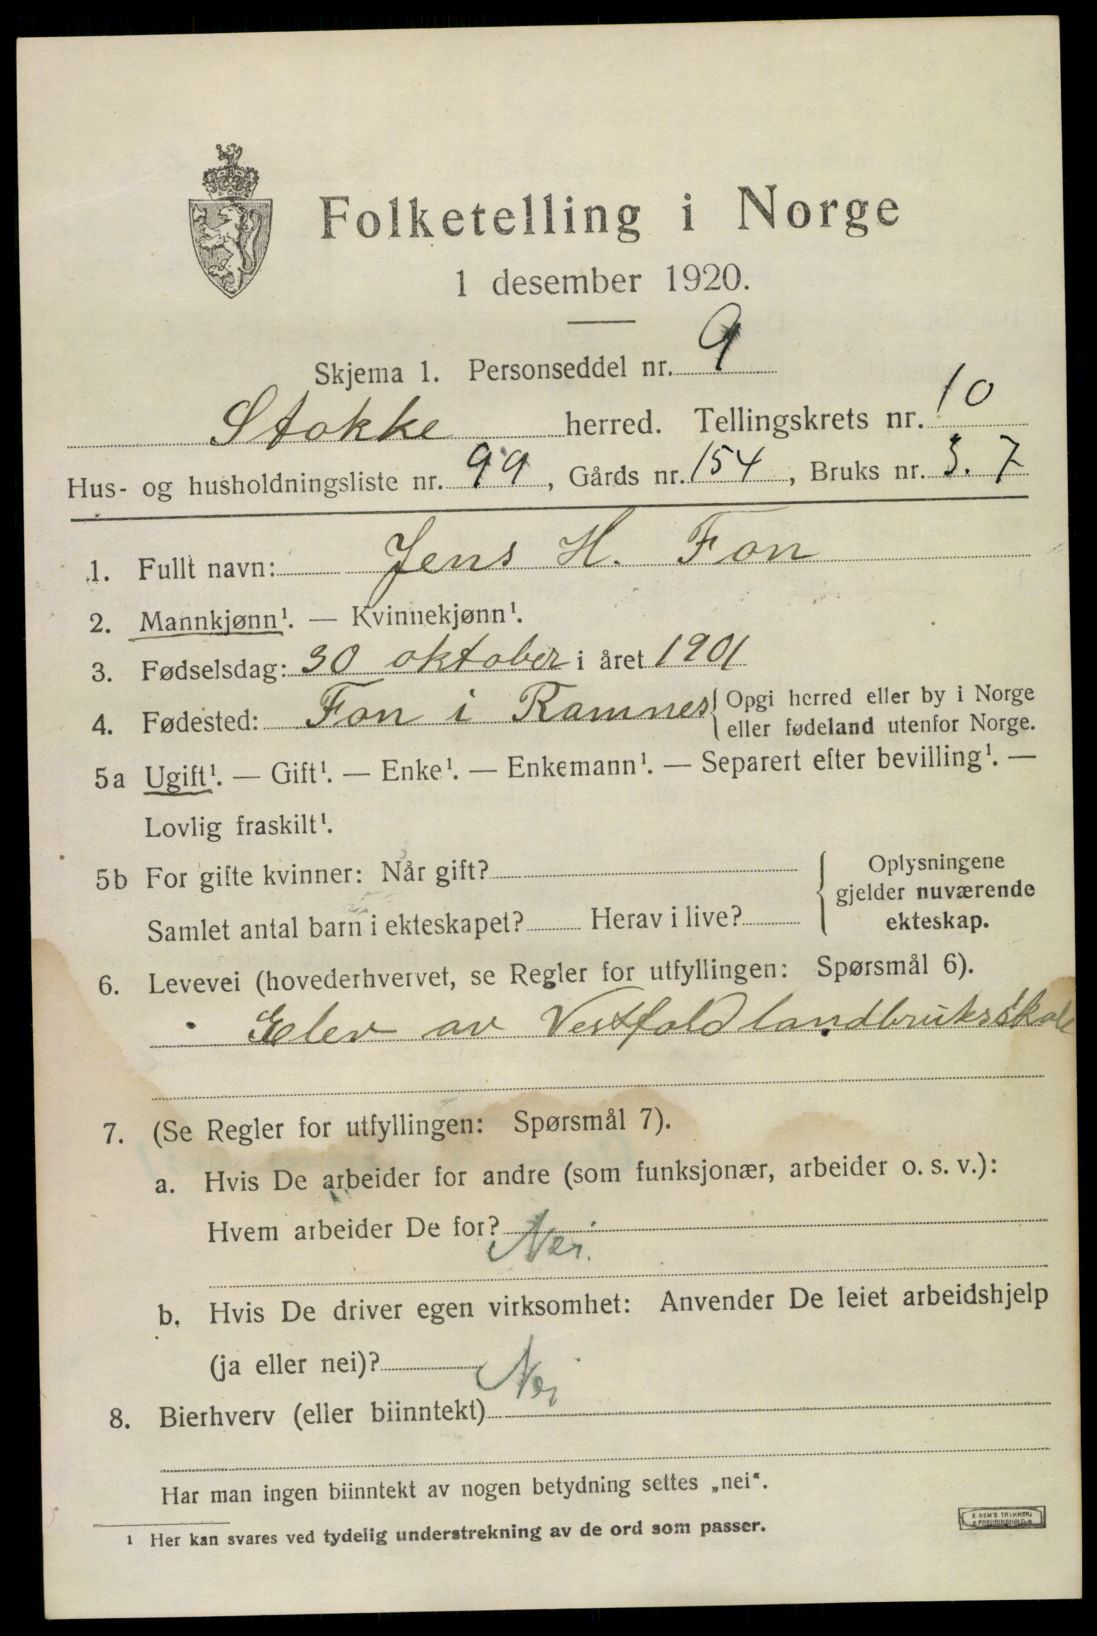 Folketelling i Norge
1 desember 1920.
Skjema 1. Personseddel nr. 9
Stokke herred. Tellingskrets nr. 10
Hus- og husholdningsliste nr. 99, Gårds nr. 154, Bruks nr. 3. 7
1. Fullt navn: Jens H. Fon
2. Mannkjønn¹. — Kvinnekjønn¹.
3. Fødselsdag: 30 oktober i året 1901
4. Fødested: Fon i Ramnes { Opgi herred eller by i Norge
eller fødeland utenfor Norge.
5a Ugift¹. — Gift¹. — Enke¹. — Enkemann¹. — Separert efter bevilling¹. —
Lovlig fraskilt¹.
5b For gifte kvinner: Når gift?
Samlet antal barn i ekteskapet? Herav i live?
{ Oplysningene
gjelder nuværende
ekteskap.
6. Levevei (hovederhvervet, se Regler for utfyllingen: Spørsmål 6).
Elev av Vestfold landbruksskole
7. (Se Regler for utfyllingen: Spørsmål 7).
a. Hvis De arbeider for andre (som funksjonær, arbeider o. s. v.):
Hvem arbeider De for? Nei.
b. Hvis De driver egen virksomhet: Anvender De leiet arbeidshjelp
(ja eller nei)? Nei
8. Bierhverv (eller biinntekt)
Har man ingen biinntekt av nogen betydning settes „nei“.
¹ Her kan svares ved tydelig understrekning av de ord som passer.